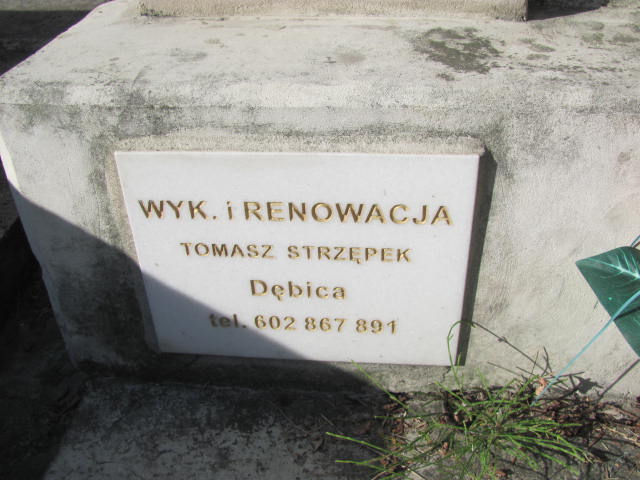 WYK. i RENOWACJA
TOMASZ STRZĘPEK
Dębica
tel. 602 867 891